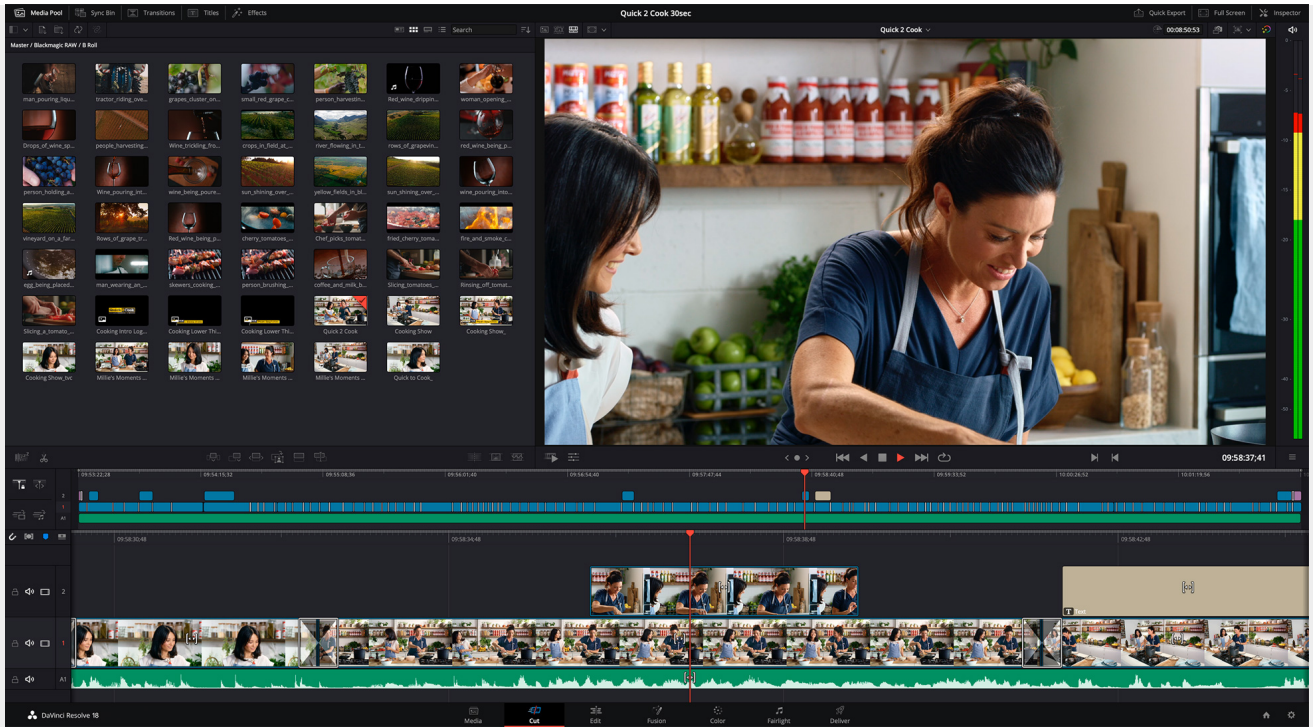 Media Pool Sync Bin Transitions Titles Effects Quick 2 Cook 30sec Quick Export Full Screen Inspector
Search Quick 2 Cook 00:08:50:53
Master / Blackmagic RAW / B Roll
man_pouring_liqu... tractor_riding_ove... grapes_cluster_on... small_red_grape_c... person_harvestin... Red_wine_drippin... woman_opening_...
Drops_of_wine_sp... people_harvesting... Wine_trickling_fro... crops_in_field_at_... river_flowing_in_t... rows_of_grapevin... red_wine_being_p...
person_holding_a... Wine_pouring_int... wine_being_poure... sun_shining_over_... yellow_fields_in_bl... sun_shining_over_... wine_pouring_into...
vineyard_on_a_far... Rows_of_grape_tr... Red_wine_being_p... cherry_tomatoes_... Chef_picks_tomat... fried_cherry_toma... fire_and_smoke_c...
egg_being_placed... man_wearing_an_... skewers_cooking_... person_brushing_... coffee_and_milk_b... Slicing_tomatoes_... Rinsing_off_tomat...
Slicing_a_tomato_... Cooking Intro Log... Cooking Lower Thi... Cooking Lower Thi... Quick 2 Cook Cooking Show Cooking Show_
Cooking Show_tvc Millie's Moments ... Millie's Moments ... Millie's Moments ... Millie's Moments ... Quick to Cook_
09:58:37;41
09:53:22;28 09:54:15;32 09:55:08;36 09:56:01;40 09:56:54;40 09:57:47;44 09:58:40;48 09:59:33;52 10:00:26;52 10:01:19;56
2
1
A1
09:58:30;48 09:58:34;48 09:58:38;48 09:58:42;48
2
T Text
1
A1
DaVinci Resolve 18 Media Cut Edit Fusion Color Fairlight Deliver